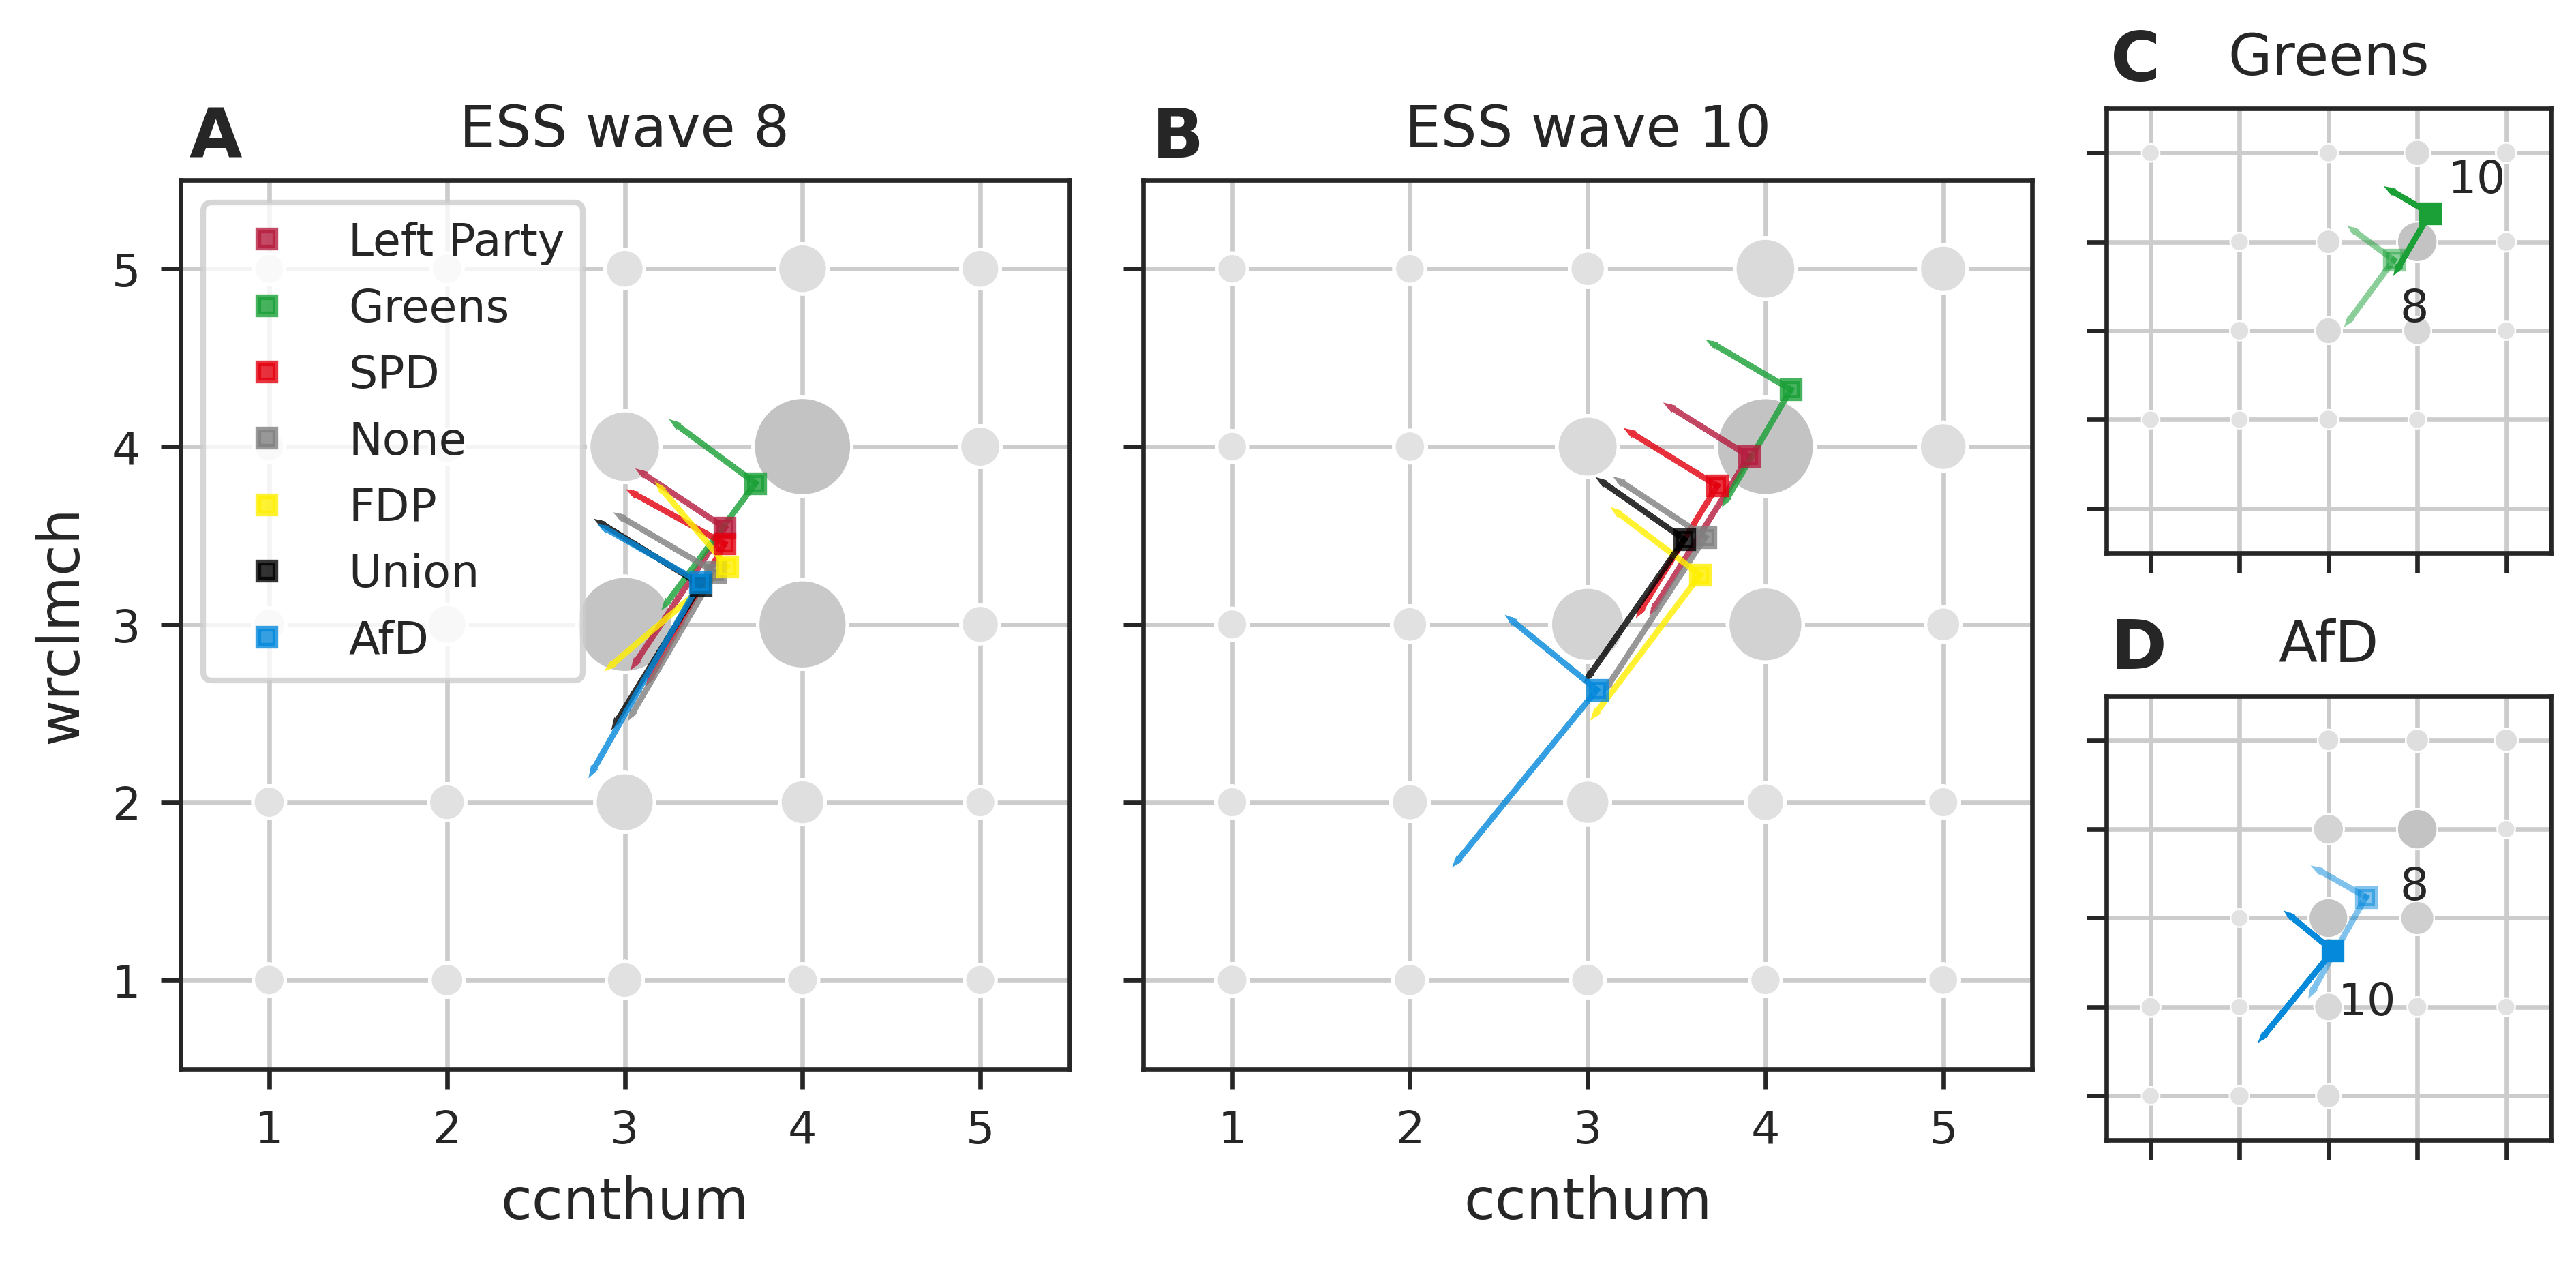 A ESS wave 8
Left Party
Greens
SPD
None
FDP
Union
AfD
5
4
3
2
1
wrclmch
1 2 3 4 5
ccnthum
B ESS wave 10
1 2 3 4 5
ccnthum
C Greens
10
8
D AfD
8
10